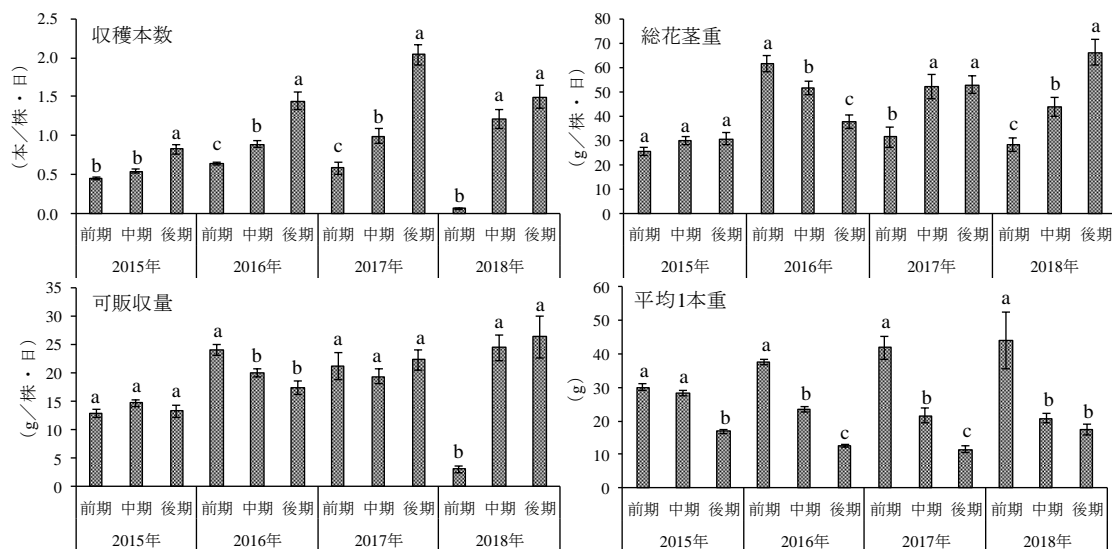 収穫本数
(本／株・日)
2.5
2.0
1.5
1.0
0.5
0.0
b b a c b a c b a b a a
前期 中期 後期 前期 中期 後期 前期 中期 後期 前期 中期 後期
2015年 2016年 2017年 2018年
総花茎重
(g／株・日)
80
70
60
50
40
30
20
10
0
a a a a b c b a a c b a
前期 中期 後期 前期 中期 後期 前期 中期 後期 前期 中期 後期
2015年 2016年 2017年 2018年
可販収量
(g／株・日)
35
30
25
20
15
10
5
0
a a a a b b a a a b a a
前期 中期 後期 前期 中期 後期 前期 中期 後期 前期 中期 後期
2015年 2016年 2017年 2018年
平均1本重
(g)
60
50
40
30
20
10
0
a a b a b c a b c a b b
前期 中期 後期 前期 中期 後期 前期 中期 後期 前期 中期 後期
2015年 2016年 2017年 2018年